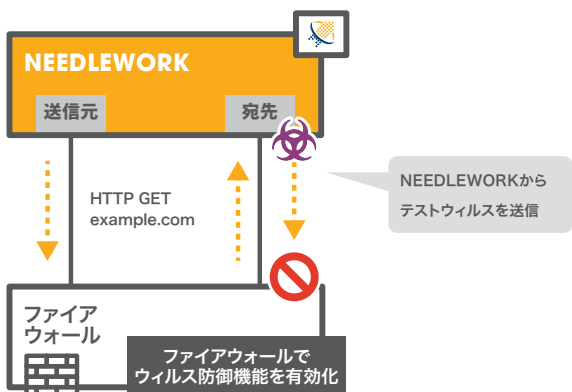 NEEDLEWORK
送信元
宛先
HTTP GET
example.com
NEEDLEWORKから
テストウィルスを送信
ファイア
ウォール
ファイアウォールで
ウィルス防御機能を有効化